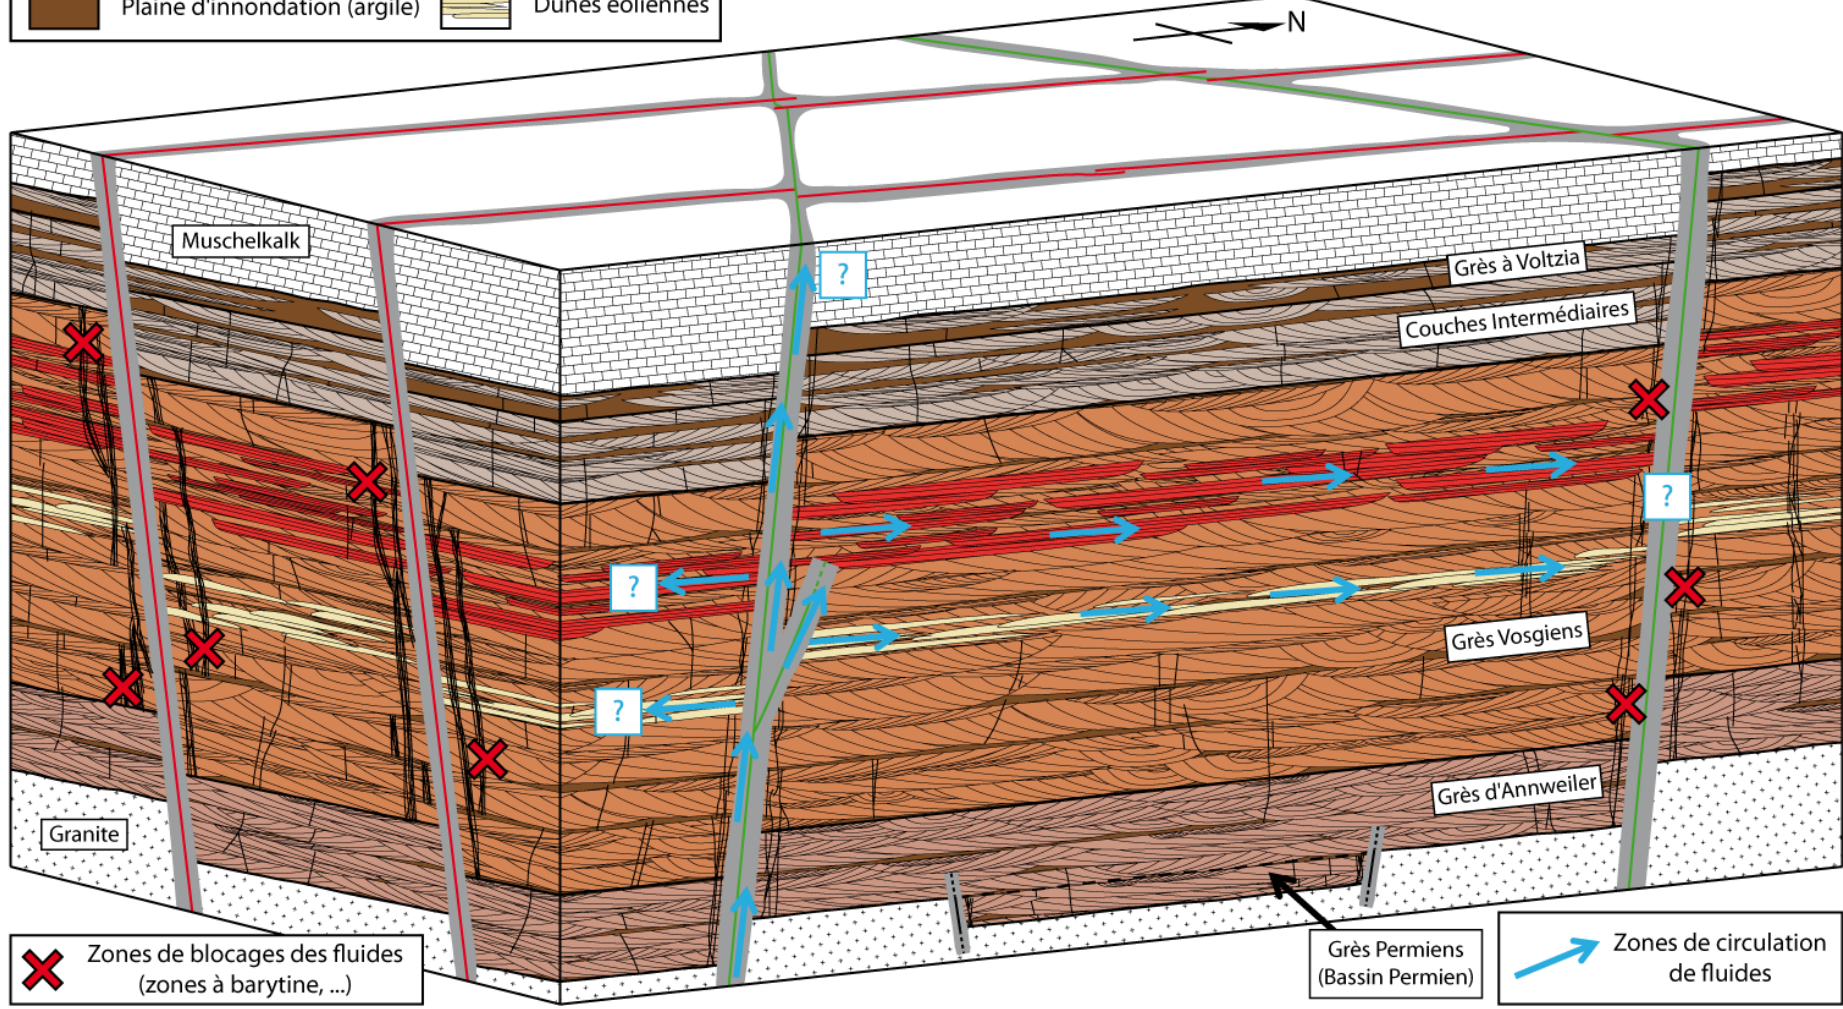 Plaine d'innondation (argile)
Dunes éoliennes
N
Muschelkalk
?
Grès à Voltzia
Couches Intermédiaires
?
?
Grès Vosgiens
?
Grès d'Annweiler
Granite
Zones de blocages des fluides
(zones à barytine, ...)
Grès Permiens
(Bassin Permien)
Zones de circulation
de fluides